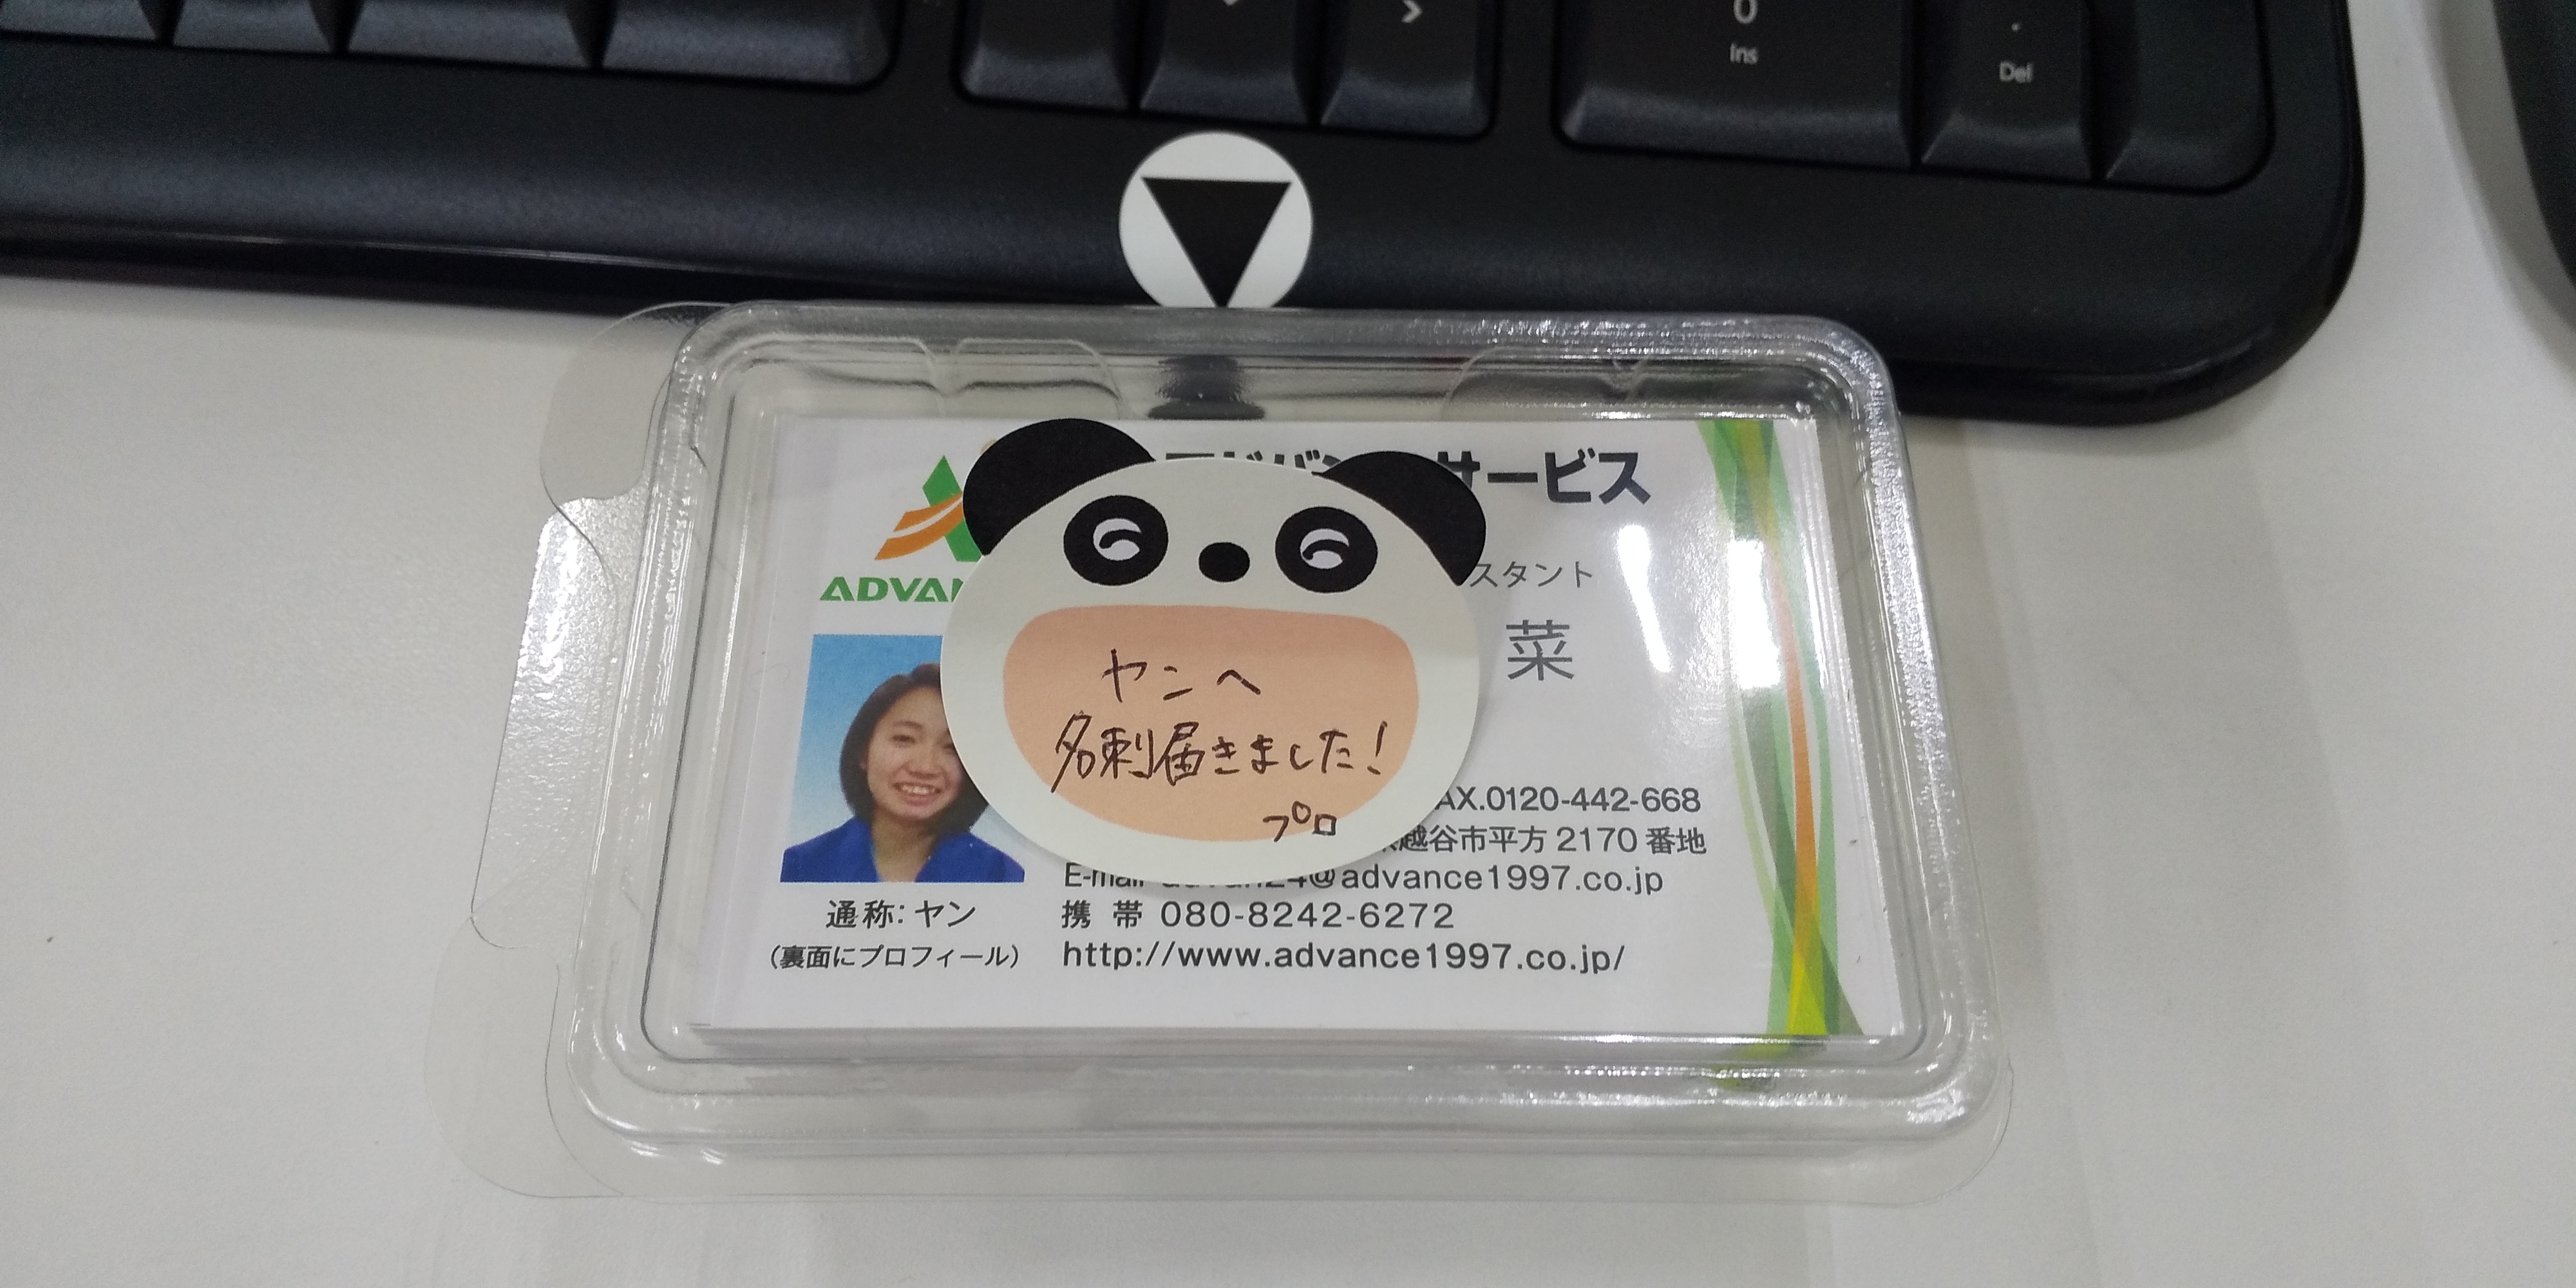 0
Ins
.
Del
サービス
スタント
菜
ヤンへ
名刺届きました!
プロ
AX.0120-442-668
越谷市平方 2170 番地
@advance1997.co.jp
通称: ヤン
携 帯 080-8242-6272
(裏面にプロフィール)
http://www.advance1997.co.jp/